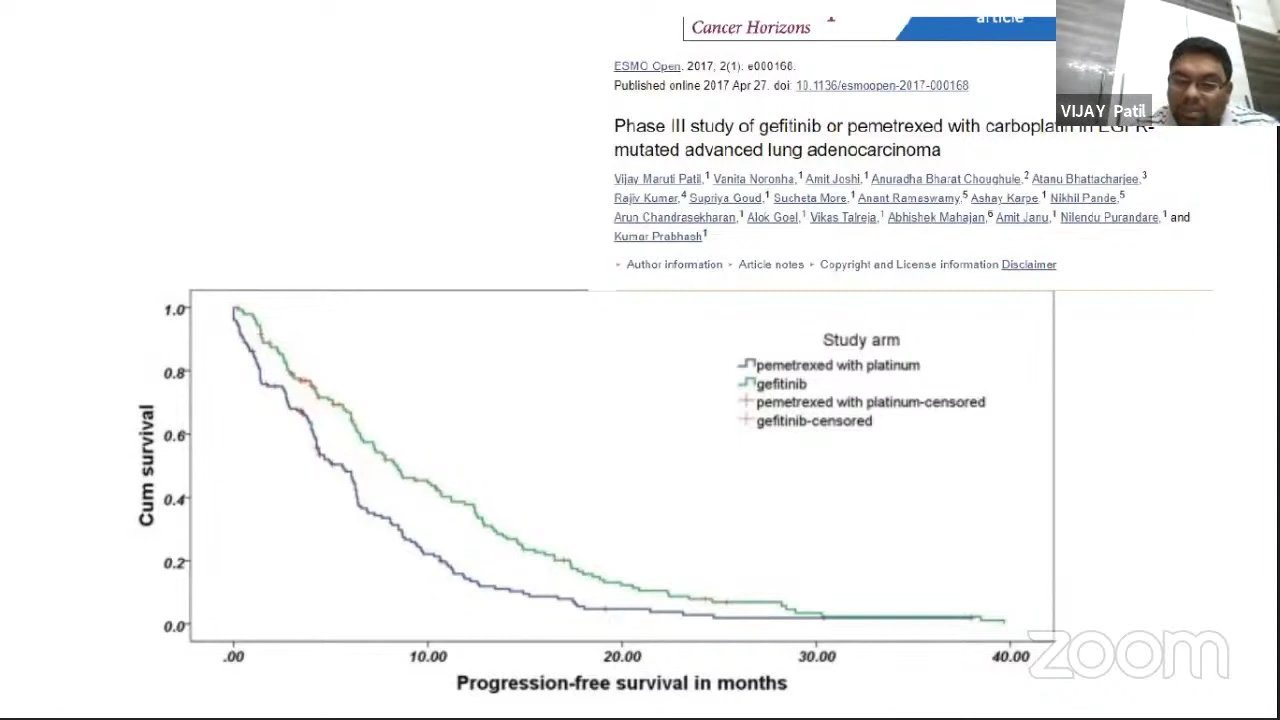 Cancer Horizons
article
ESMO Open. 2017; 2(1): e000168.
Published online 2017 Apr 27. doi: 10.1136/esmoopen-2017-000168
VIJAY Patil
Phase III study of gefitinib or pemetrexed with carboplatin in EGFR-
mutated advanced lung adenocarcinoma
Vijay Maruti Patil,1 Vanita Noronha,1 Amit Joshi,1 Anuradha Bharat Choughule,2 Atanu Bhattacharjee,3
Rajiv Kumar,4 Supriya Goud,1 Sucheta More,1 Anant Ramaswamy,5 Ashay Karpe,1 Nikhil Pande,5
Arun Chandrasekharan,1 Alok Goel,1 Vikas Talreja,1 Abhishek Mahajan,6 Amit Janu,1 Nilendu Purandare,1 and
Kumar Prabhash1
Author information Article notes Copyright and License information Disclaimer
Study arm
pemetrexed with platinum
gefitinib
pemetrexed with platinum-censored
gefitinib-censored
Cum survival
1.0
0.8
0.6
0.4
0.2
0.0
.00 10.00 20.00 30.00 40.00
Progression-free survival in months
zoom